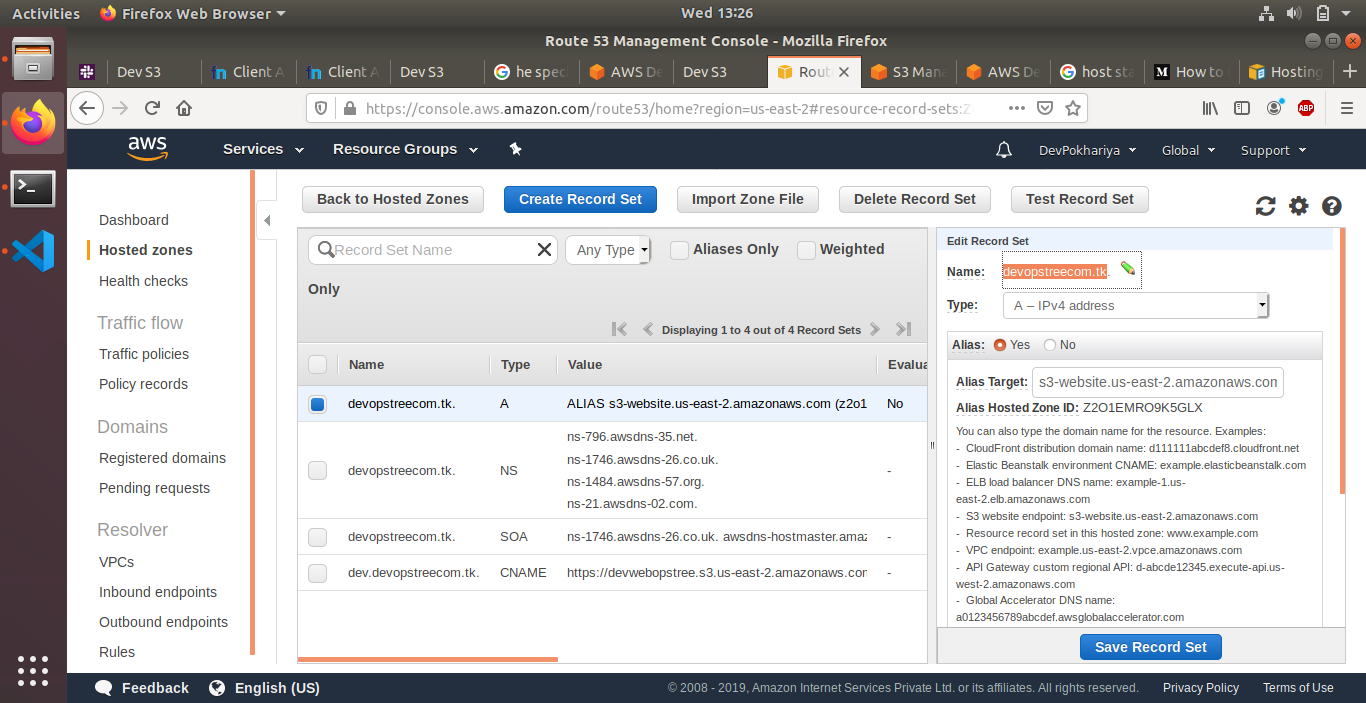 Activities
Firefox Web Browser
Wed 13:26
Route 53 Management Console - Mozilla Firefox
Dev S3
Client A
Client A
Dev S3
he spec
AWS De
Dev S3
Rout
S3 Mana
AWS De
host sta
How to
Hosting
https://console.aws.amazon.com/route53/home?region=us-east-2#resource-record-sets:Z
ABP
aws
Services
Resource Groups
DevPokhariya
Global
Support
Dashboard
Hosted zones
Health checks
Traffic flow
Traffic policies
Policy records
Domains
Registered domains
Pending requests
Resolver
VPCs
Inbound endpoints
Outbound endpoints
Rules
Back to Hosted Zones
Create Record Set
Import Zone File
Delete Record Set
Test Record Set
Record Set Name
Any Type
Aliases Only
Weighted
Only
Displaying 1 to 4 out of 4 Record Sets
Name Type Value Evalua
devopstreecom.tk. A ALIAS s3-website.us-east-2.amazonaws.com (z2o1 No
devopstreecom.tk. NS
ns-796.awsdns-35.net.
ns-1746.awsdns-26.co.uk.
ns-1484.awsdns-57.org.
ns-21.awsdns-02.com.
-
devopstreecom.tk. SOA ns-1746.awsdns-26.co.uk. awsdns-hostmaster.amaz -
dev.devopstreecom.tk. CNAME https://devwebopstree.s3.us-east-2.amazonaws.con -
Edit Record Set
Name: devopstreecom.tk.
Type: A – IPv4 address
Alias: Yes No
Alias Target: s3-website.us-east-2.amazonaws.com
Alias Hosted Zone ID: Z2O1EMRO9K5GLX
You can also type the domain name for the resource. Examples:
- CloudFront distribution domain name: d111111abcdef8.cloudfront.net
- Elastic Beanstalk environment CNAME: example.elasticbeanstalk.com
- ELB load balancer DNS name: example-1.us-
east-2.elb.amazonaws.com
- S3 website endpoint: s3-website.us-east-2.amazonaws.com
- Resource record set in this hosted zone: www.example.com
- VPC endpoint: example.us-east-2.vpce.amazonaws.com
- API Gateway custom regional API: d-abcde12345.execute-api.us-
west-2.amazonaws.com
- Global Accelerator DNS name:
a0123456789abcdef.awsglobalaccelerator.com
Save Record Set
Feedback
English (US)
© 2008 - 2019, Amazon Internet Services Private Ltd. or its affiliates. All rights reserved.
Privacy Policy
Terms of Use